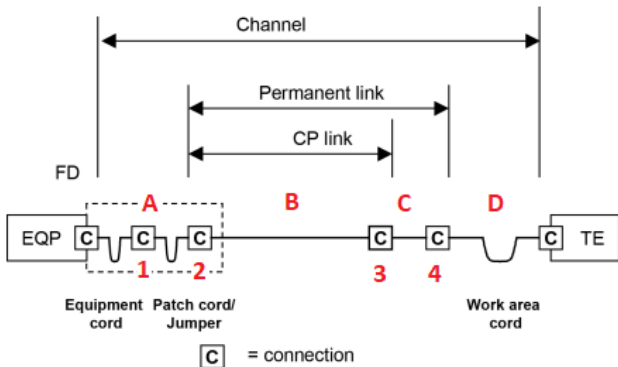 Channel
Permanent link
CP link
FD
A B C D
EQP C C C C C C TE
1 2 3 4
Equipment cord
Patch cord/ Jumper
Work area cord
C = connection